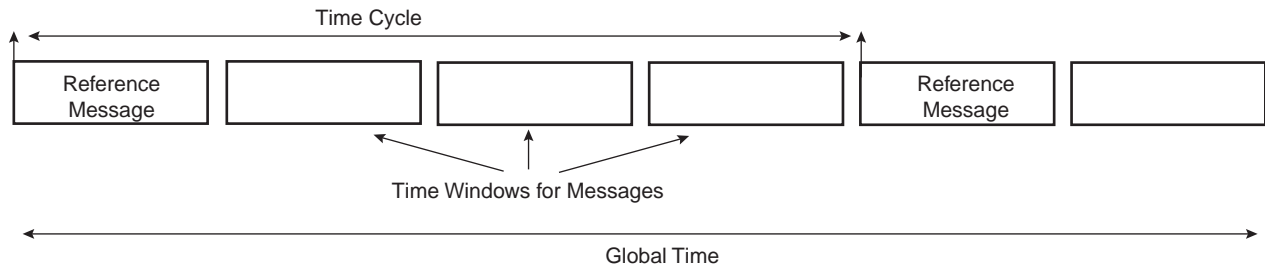 Time Cycle
Reference
Message
Reference
Message
Time Windows for Messages
Global Time